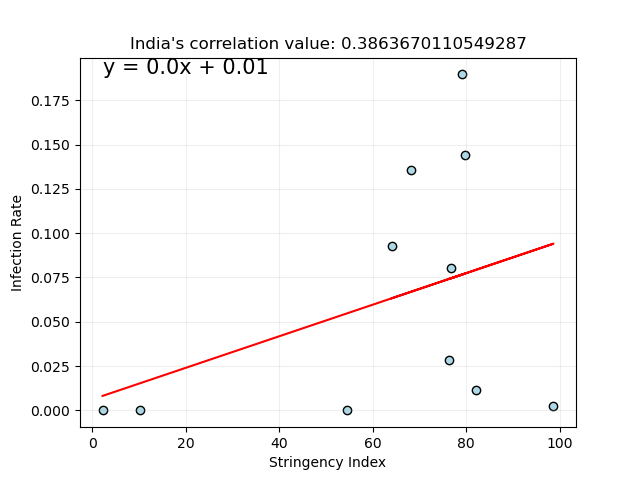 India's correlation value: 0.3863670110549287
y = 0.0x + 0.01
0.175
0.150
0.125
0.100
0.075
0.050
0.025
0.000
Infection Rate
0 20 40 60 80 100
Stringency Index